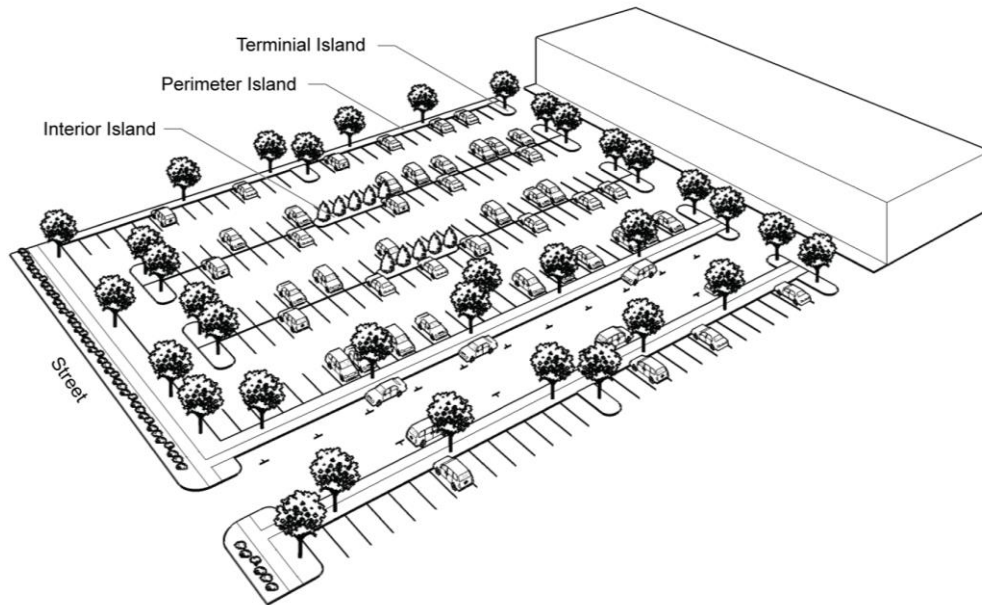 Terminial Island
Perimeter Island
Interior Island
Street